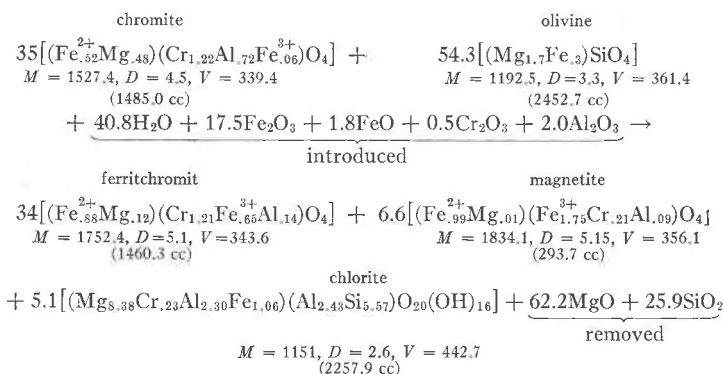 chromite olivine
35[(Fe²⁺.₅₂Mg.₄₈)(Cr₁.₂₂Al.₇₂Fe³⁺.₀₆)O₄] + 54.3[(Mg₁.₇Fe.₃)SiO₄]
M = 1527.4, D = 4.5, V = 339.4 M = 1192.5, D=3.3, V = 361.4
(1485.0 cc) (2452.7 cc)
+ 40.8H₂O + 17.5Fe₂O₃ + 1.8FeO + 0.5Cr₂O₃ + 2.0Al₂O₃ →
introduced
ferritchromit magnetite
34[(Fe²⁺.₈₈Mg.₁₂)(Cr₁.₂₁Fe³⁺.₆₅Al.₁₄)O₄] + 6.6[(Fe²⁺.₉₉Mg.₀₁)(Fe³⁺₁.₇₅Cr.₂₁Al.₀₉)O₄]
M = 1752.4, D=5.1, V=343.6 M = 1834.1, D = 5.15, V = 356.1
(1460.3 cc) (293.7 cc)
chlorite
+ 5.1[(Mg₈.₃₈Cr.₂₃Al₂.₃₀Fe₁.₀₆)(Al₂.₄₃Si₅.₅₇)O₂₀(OH)₁₆] + 62.2MgO + 25.9SiO₂
removed
M = 1151, D = 2.6, V = 442.7
(2257.9 cc)